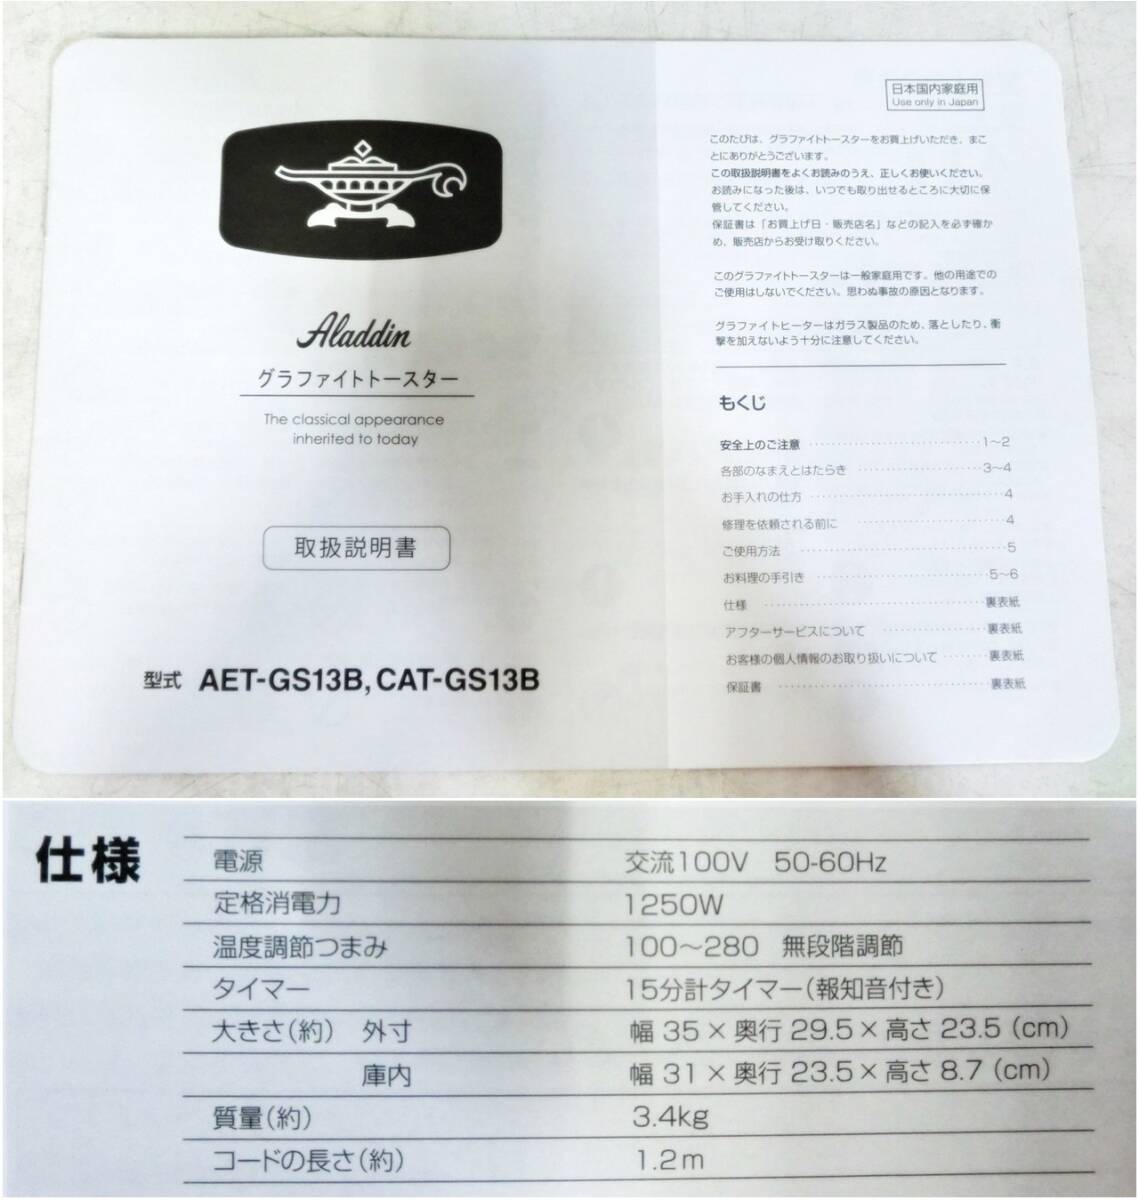 Aladdin
グラファイトトースター
The classical appearance
inherited to today
取扱説明書
型式 AET-GS13B, CAT-GS13B
日本国内家庭用
Use only in Japan
このたびは、グラファイトトースターをお買上げいただき、まこ
とにありがとうございます。
この取扱説明書をよくお読みのうえ、正しくお使いください。
お読みになった後は、いつでも取り出せるところに大切に保
管してください。
保証書は「お買上げ日・販売店名」などの記入を必ず確か
め、販売店からお受け取りください。
このグラファイトトースターは一般家庭用です。他の用途での
ご使用はしないでください。思わぬ事故の原因となります。
グラファイトヒーターはガラス製品のため、落としたり、衝
撃を加えないよう十分に注意してください。
もくじ
安全上のご注意 ……………………… 1~2
各部のなまえとはたらき ……………… 3~4
お手入れの仕方 ……………………… 4
修理を依頼される前に ……………… 4
ご使用方法 ……………………… 5
お料理の手引き ……………………… 5~6
仕様 ……………………… 裏表紙
アフターサービスについて ……………… 裏表紙
お客様の個人情報のお取り扱いについて ……… 裏表紙
保証書 ……………………… 裏表紙
仕様
電源 交流100V 50-60Hz
定格消費電力 1250W
温度調節つまみ 100~280 無段階調節
タイマー 15分計タイマー(報知音付き)
大きさ(約) 外寸 幅 35 × 奥行 29.5 × 高さ 23.5 (cm)
庫内 幅 31 × 奥行 23.5 × 高さ 8.7 (cm)
質量(約) 3.4kg
コードの長さ(約) 1.2m